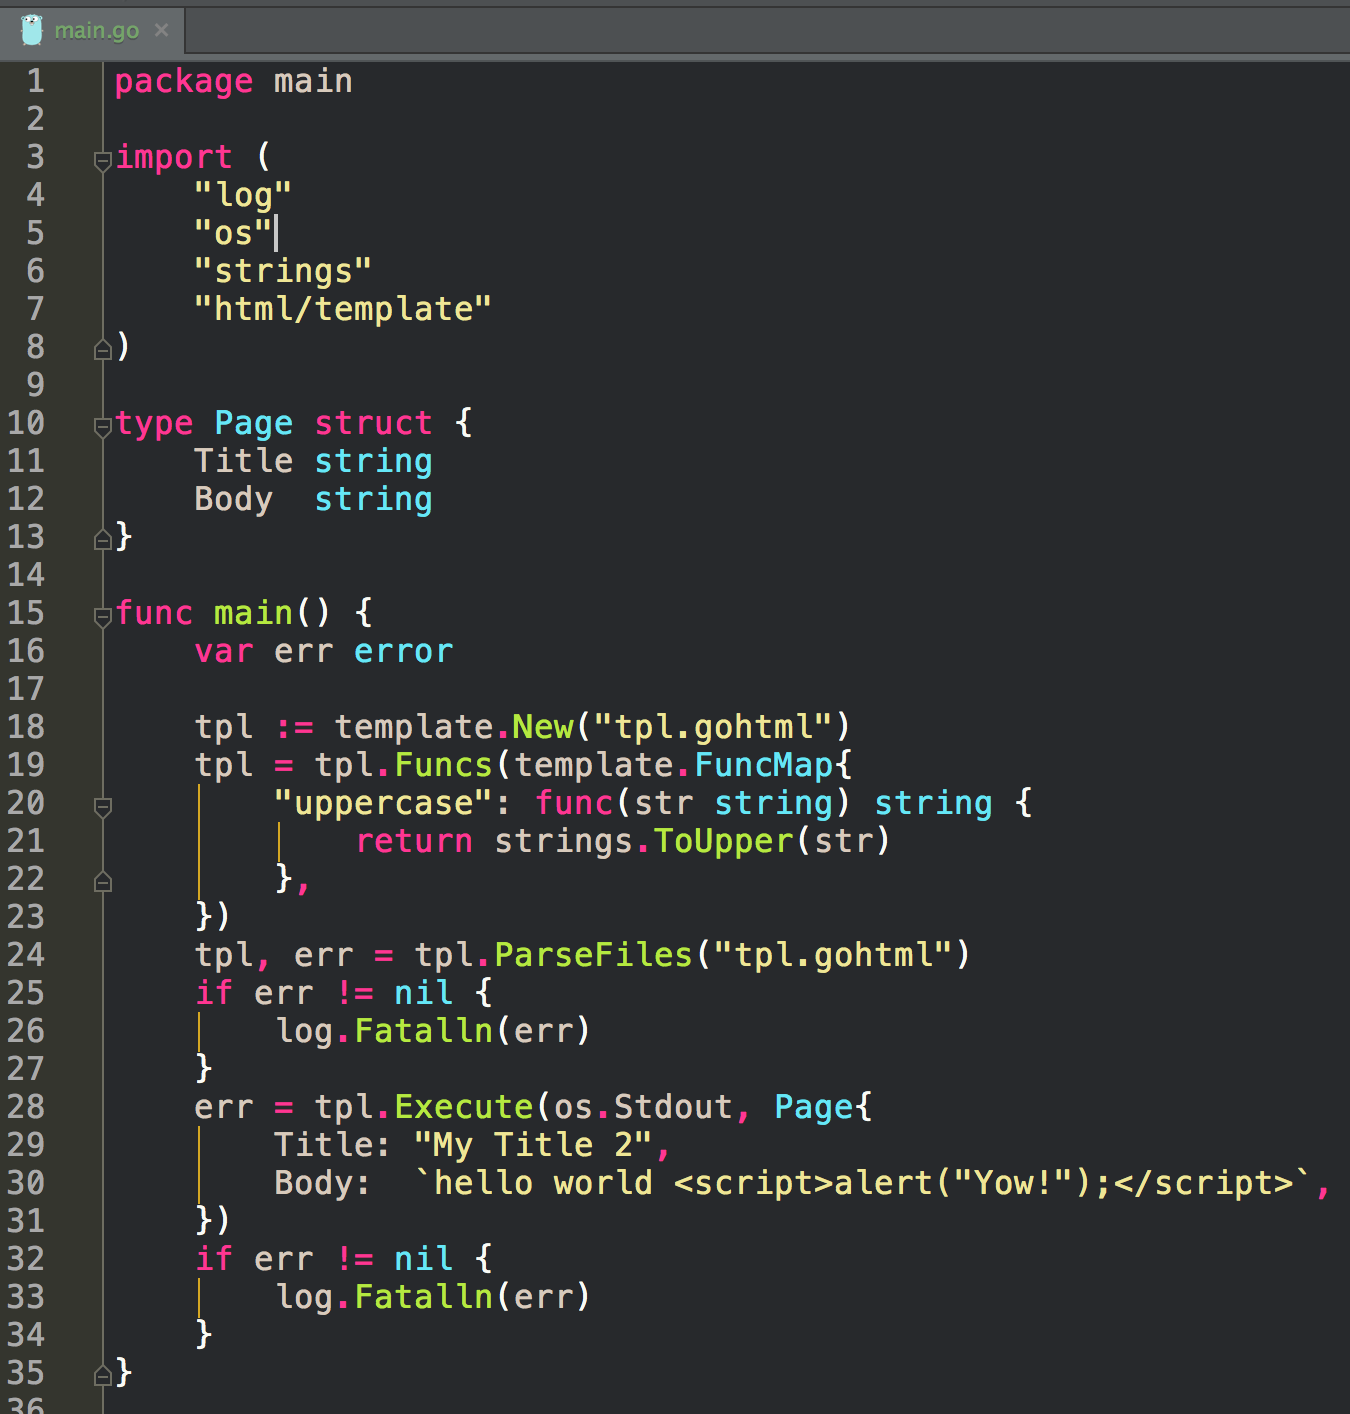 main.go ×
1 package main
2
3 import (
4     "log"
5     "os"
6     "strings"
7     "html/template"
8 )
9
10 type Page struct {
11     Title string
12     Body  string
13 }
14
15 func main() {
16     var err error
17
18     tpl := template.New("tpl.gohtml")
19     tpl = tpl.Funcs(template.FuncMap{
20         "uppercase": func(str string) string {
21             return strings.ToUpper(str)
22         },
23     })
24     tpl, err = tpl.ParseFiles("tpl.gohtml")
25     if err != nil {
26         log.Fatalln(err)
27     }
28     err = tpl.Execute(os.Stdout, Page{
29         Title: "My Title 2",
30         Body:  `hello world <script>alert("Yow!");</script>`,
31     })
32     if err != nil {
33         log.Fatalln(err)
34     }
35 }
36